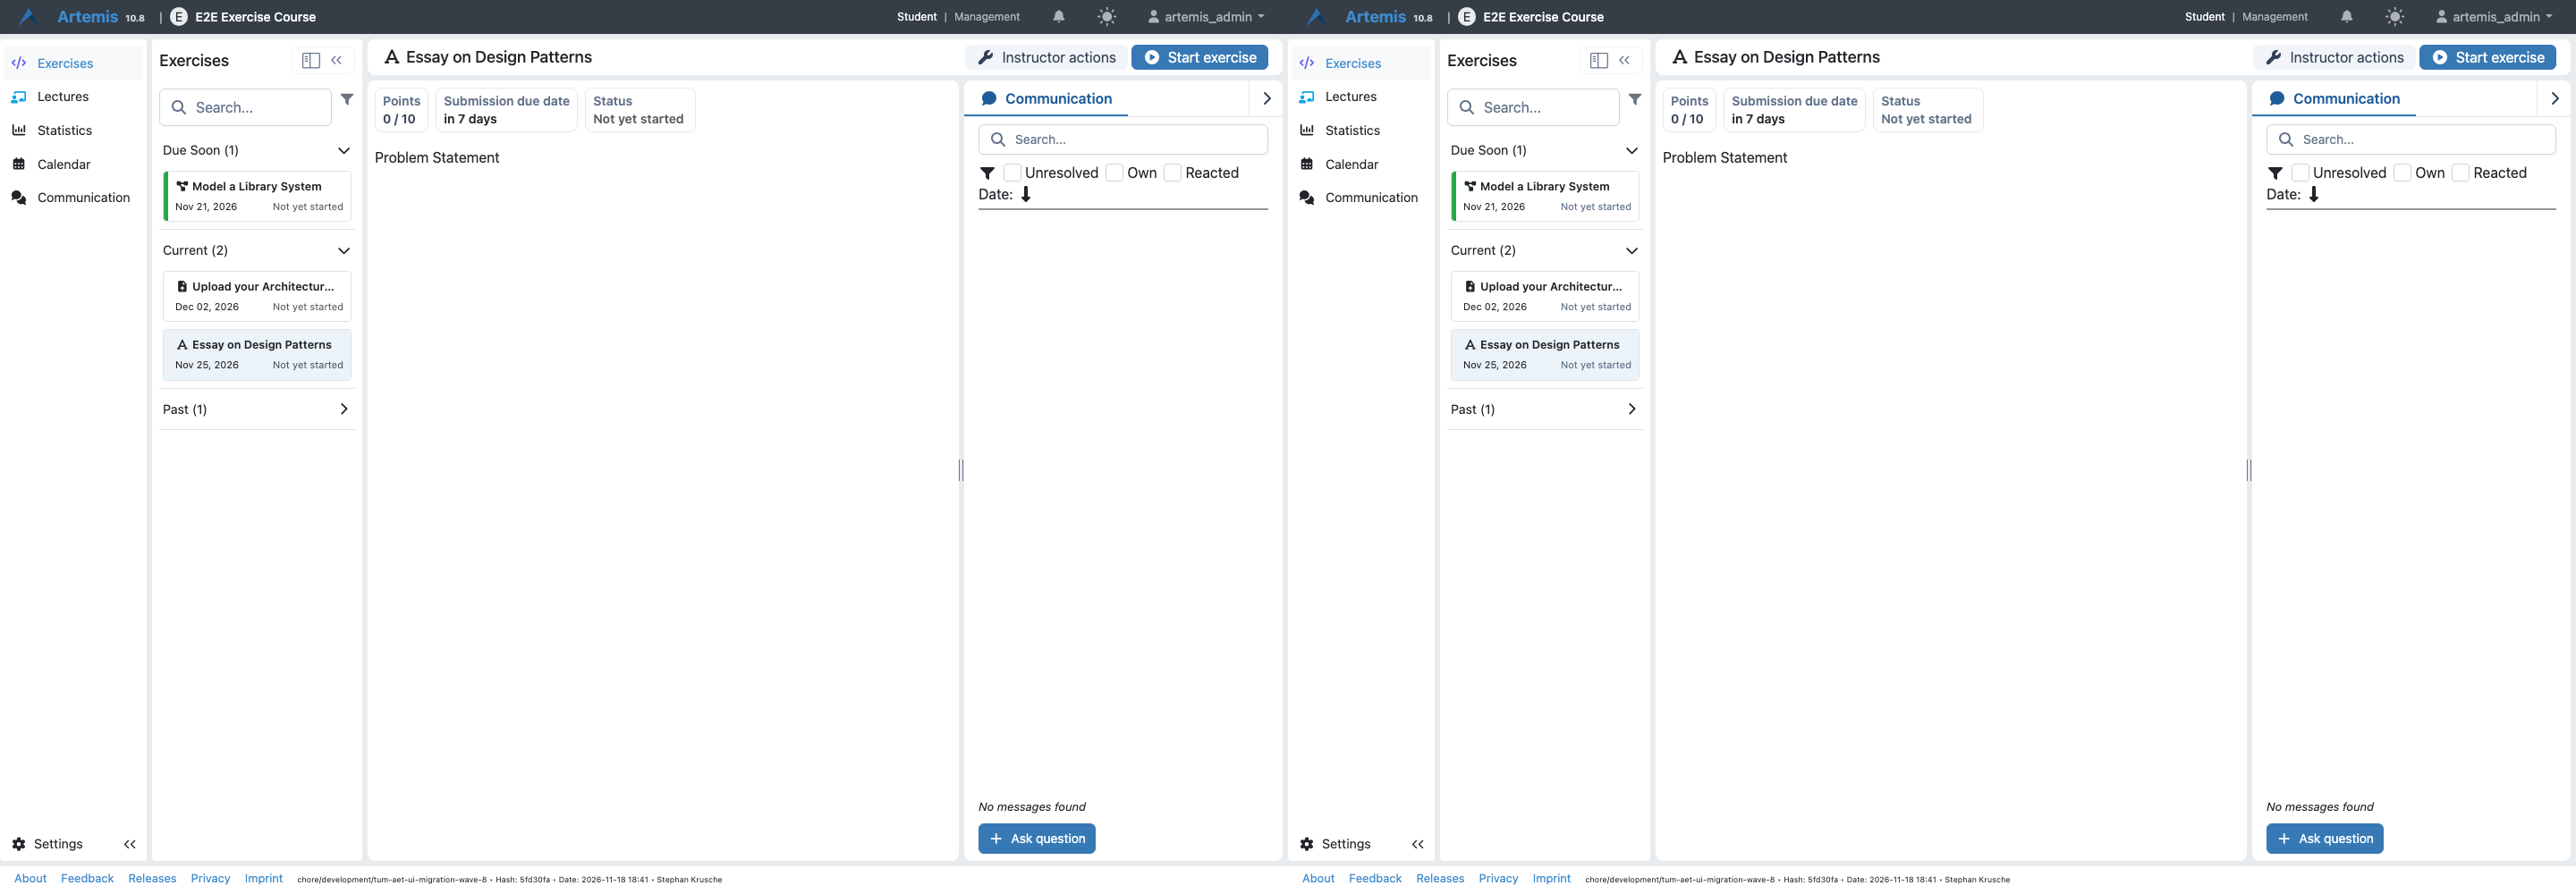 Artemis 10.8 | E E2E Exercise Course
Student | Management
artemis_admin
Exercises
Lectures
Statistics
Calendar
Communication
Settings
Exercises
Search...
Due Soon (1)
Model a Library System
Nov 21, 2026 Not yet started
Current (2)
Upload your Architectur...
Dec 02, 2026 Not yet started
Essay on Design Patterns
Nov 25, 2026 Not yet started
Past (1)
Essay on Design Patterns
Instructor actions
Start exercise
Points
0 / 10
Submission due date
in 7 days
Status
Not yet started
Problem Statement
Communication
Search...
Unresolved Own Reacted
Date:
No messages found
Ask question
About Feedback Releases Privacy Imprint chore/development/tum-aet-ui-migration-wave-8 • Hash: 5fd30fa • Date: 2026-11-18 18:41 • Stephan Krusche
Artemis 10.8 | E E2E Exercise Course
Student | Management
artemis_admin
Exercises
Lectures
Statistics
Calendar
Communication
Settings
Exercises
Search...
Due Soon (1)
Model a Library System
Nov 21, 2026 Not yet started
Current (2)
Upload your Architectur...
Dec 02, 2026 Not yet started
Essay on Design Patterns
Nov 25, 2026 Not yet started
Past (1)
Essay on Design Patterns
Instructor actions
Start exercise
Points
0 / 10
Submission due date
in 7 days
Status
Not yet started
Problem Statement
Communication
Search...
Unresolved Own Reacted
Date:
No messages found
Ask question
About Feedback Releases Privacy Imprint chore/development/tum-aet-ui-migration-wave-8 • Hash: 5fd30fa • Date: 2026-11-18 18:41 • Stephan Krusche